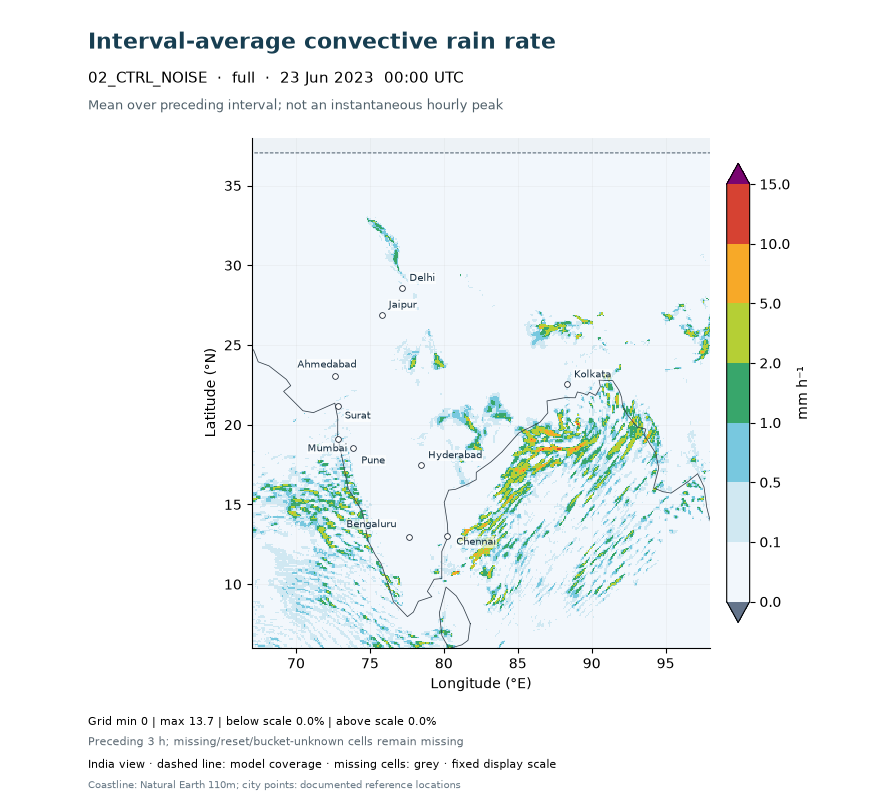 Interval-average convective rain rate
02_CTRL_NOISE · full · 23 Jun 2023 00:00 UTC
Mean over preceding interval; not an instantaneous hourly peak
35
30
25
20
15
10
Latitude (°N)
70
75
80
85
90
95
Longitude (°E)
Delhi
Jaipur
Ahmedabad
Kolkata
Surat
Mumbai
Pune
Hyderabad
Bengaluru
Chennai
15.0
10.0
5.0
2.0
1.0
0.5
0.1
0.0
mm h⁻¹
Grid min 0 | max 13.7 | below scale 0.0% | above scale 0.0%
Preceding 3 h; missing/reset/bucket-unknown cells remain missing
India view · dashed line: model coverage · missing cells: grey · fixed display scale
Coastline: Natural Earth 110m; city points: documented reference locations